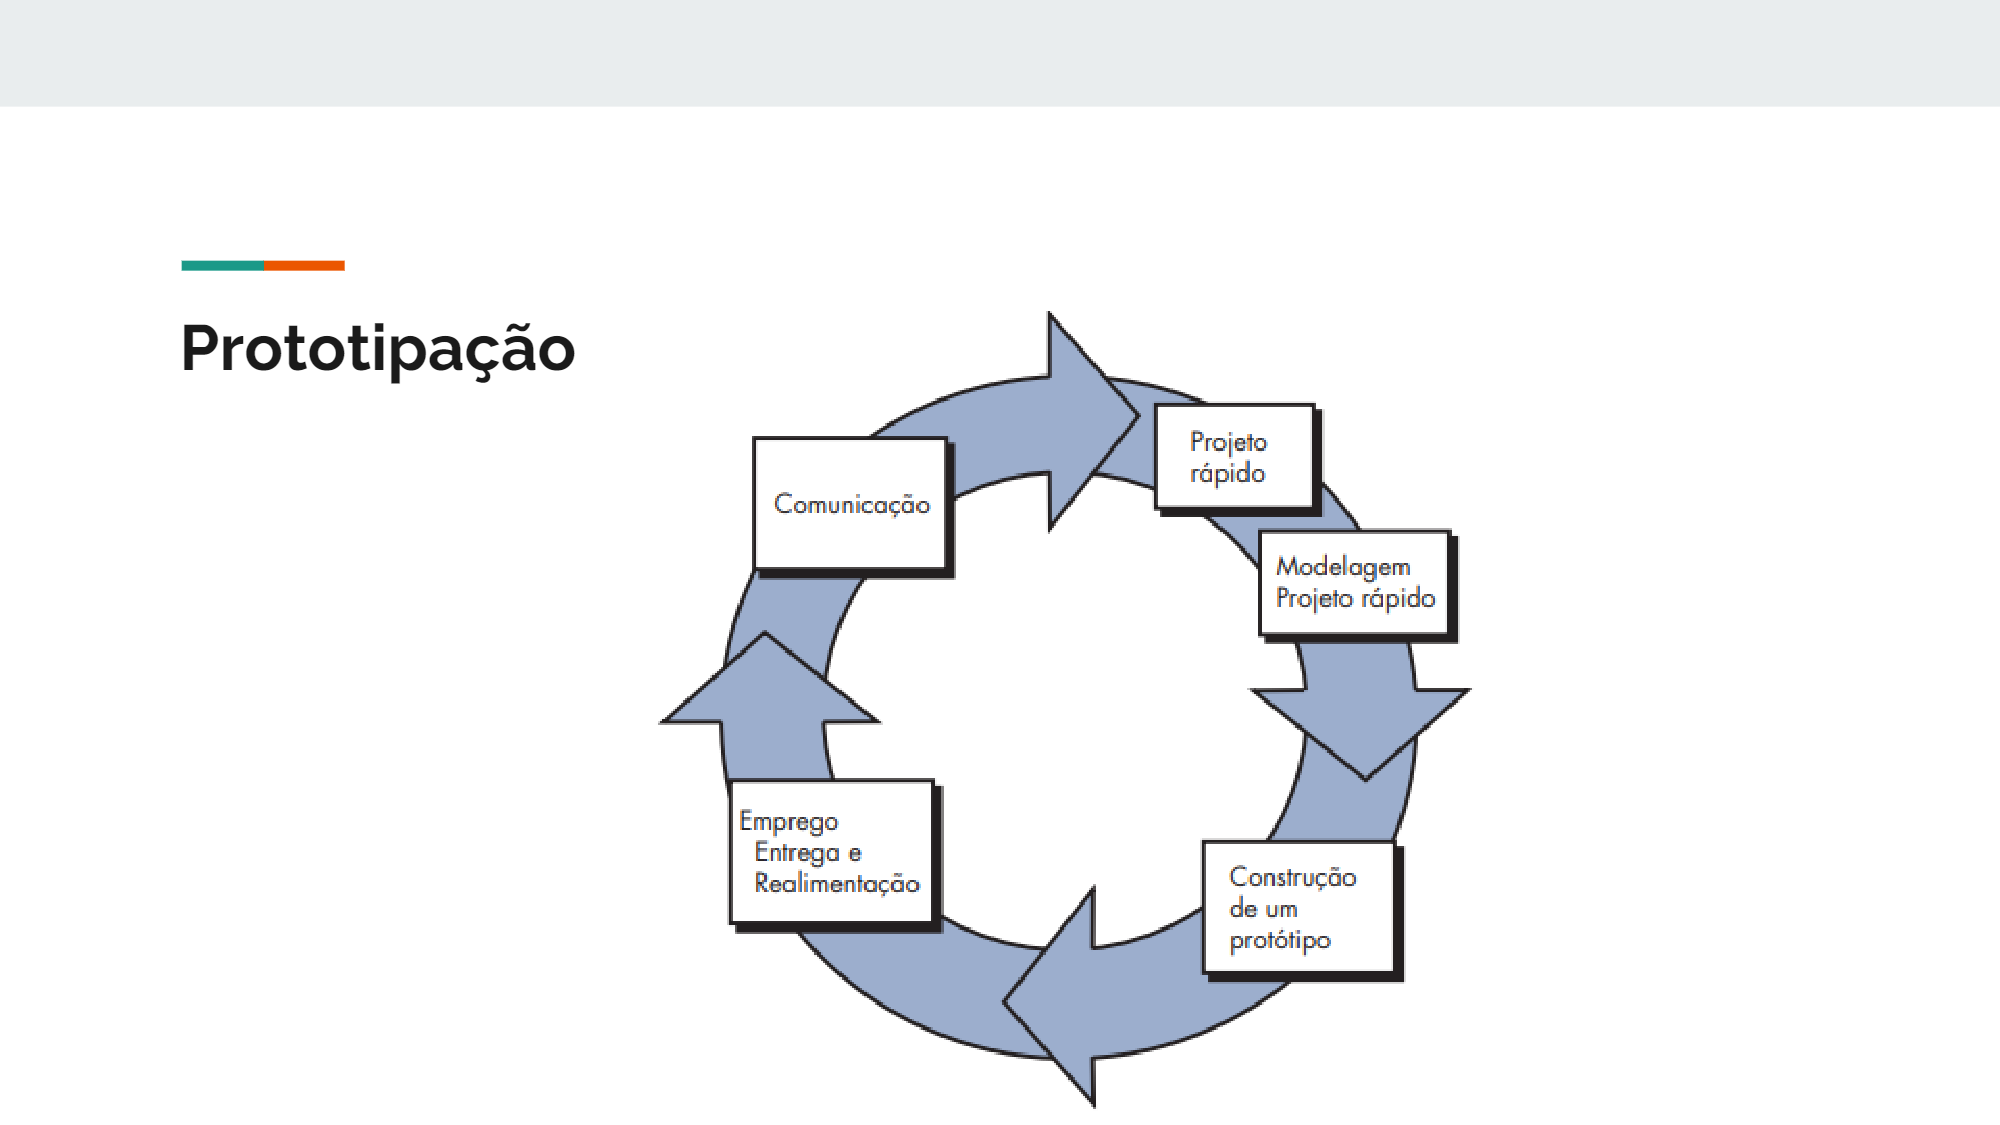 Prototipação
Comunicação
Projeto
rápido
Modelagem
Projeto rápido
Construção
de um
protótipo
Emprego
Entrega e
Realimentação